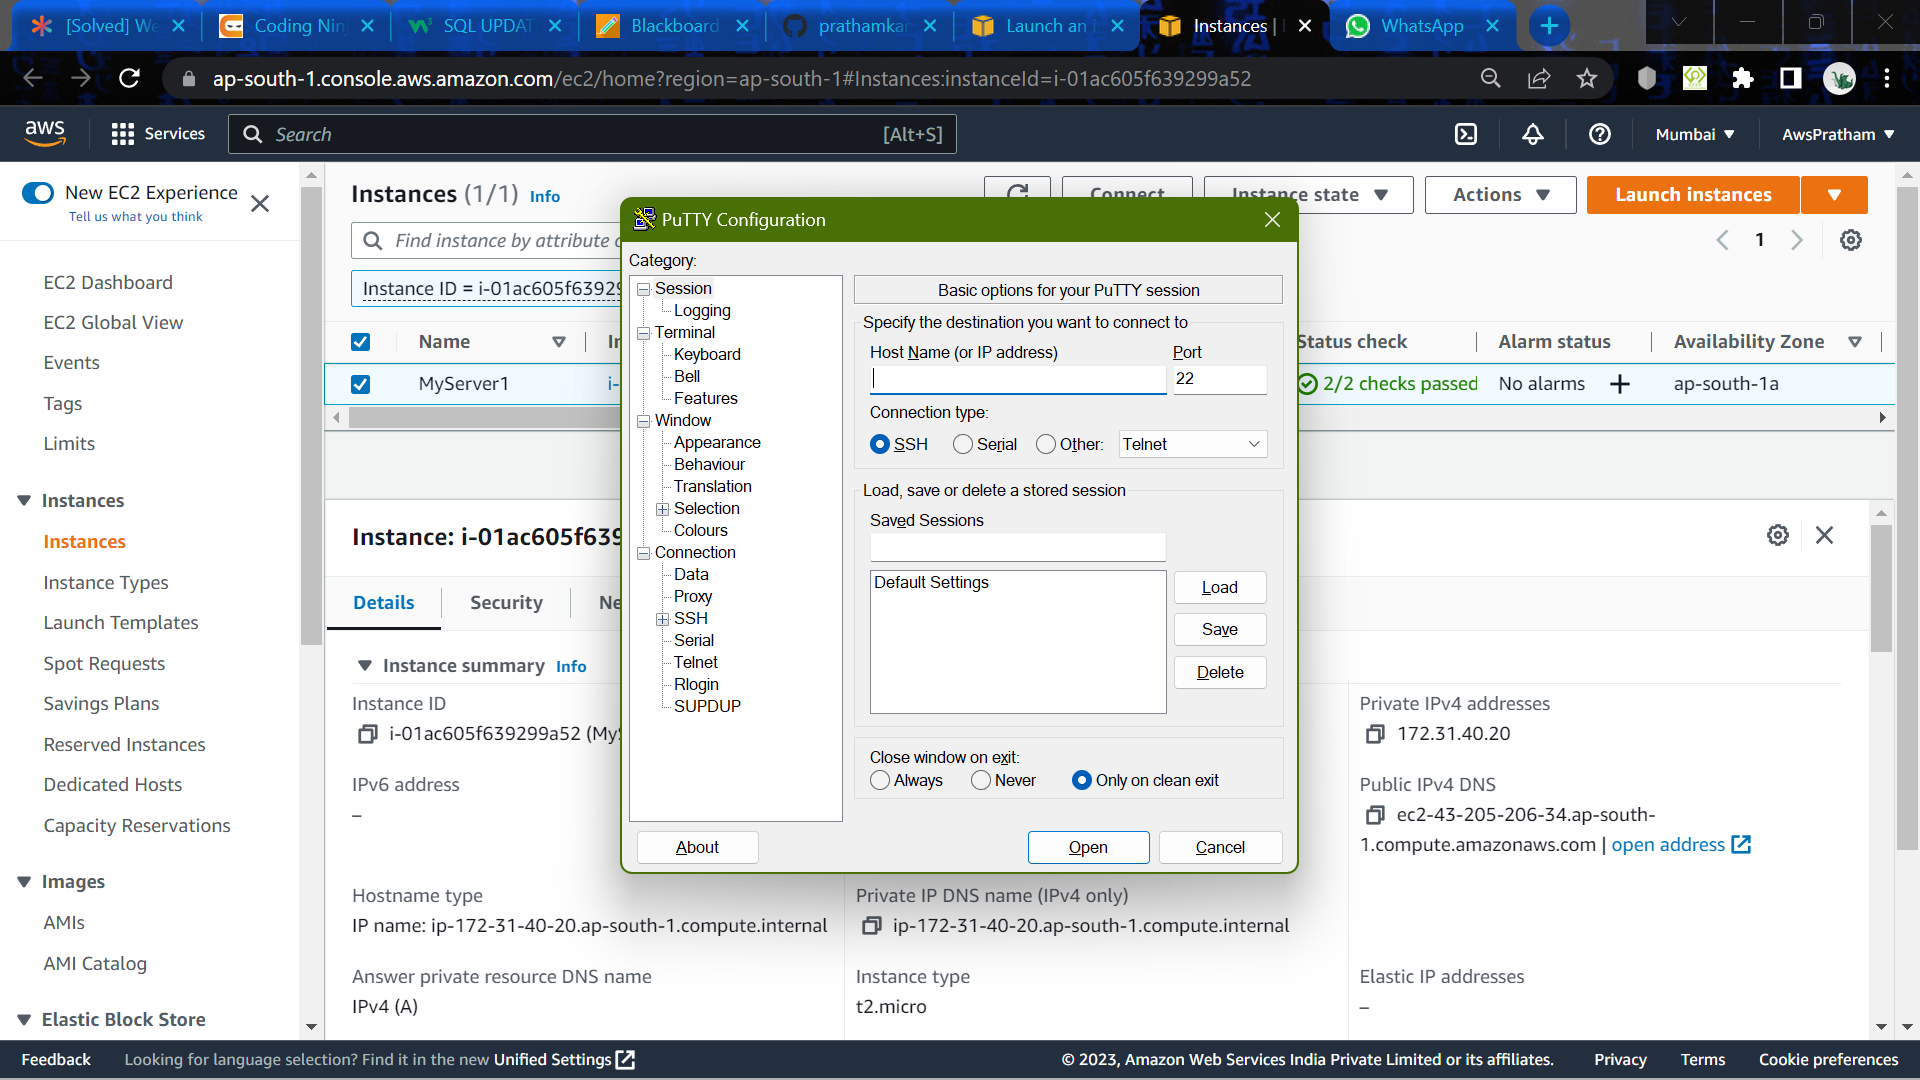 [Solved] We
Coding Nin
SQL UPDAT
Blackboard
prathamkar
Launch an i
Instances |
WhatsApp
ap-south-1.console.aws.amazon.com/ec2/home?region=ap-south-1#Instances:instanceId=i-01ac605f639299a52
aws
Services
Search
[Alt+S]
Mumbai
AwsPratham
New EC2 Experience
Tell us what you think
EC2 Dashboard
EC2 Global View
Events
Tags
Limits
Instances
Instances
Instance Types
Launch Templates
Spot Requests
Savings Plans
Reserved Instances
Dedicated Hosts
Capacity Reservations
Images
AMIs
AMI Catalog
Elastic Block Store
Instances (1/1) Info
Connect
Instance state
Actions
Launch instances
Find instance by attribute
1
Instance ID = i-01ac605f6392
Name
Status check
Alarm status
Availability Zone
MyServer1
i-
2/2 checks passed
No alarms
ap-south-1a
Instance: i-01ac605f639
Details
Security
Ne
Instance summary Info
Instance ID
i-01ac605f639299a52 (MyS
IPv6 address
–
Hostname type
IP name: ip-172-31-40-20.ap-south-1.compute.internal
Answer private resource DNS name
IPv4 (A)
Private IP DNS name (IPv4 only)
ip-172-31-40-20.ap-south-1.compute.internal
Instance type
t2.micro
Private IPv4 addresses
172.31.40.20
Public IPv4 DNS
ec2-43-205-206-34.ap-south-
1.compute.amazonaws.com | open address
Elastic IP addresses
–
PuTTY Configuration
Category:
Session
Logging
Terminal
Keyboard
Bell
Features
Window
Appearance
Behaviour
Translation
Selection
Colours
Connection
Data
Proxy
SSH
Serial
Telnet
Rlogin
SUPDUP
Basic options for your PuTTY session
Specify the destination you want to connect to
Host Name (or IP address)
Port
22
Connection type:
SSH
Serial
Other:
Telnet
Load, save or delete a stored session
Saved Sessions
Default Settings
Load
Save
Delete
Close window on exit:
Always
Never
Only on clean exit
About
Open
Cancel
Feedback
Looking for language selection? Find it in the new Unified Settings
© 2023, Amazon Web Services India Private Limited or its affiliates.
Privacy
Terms
Cookie preferences